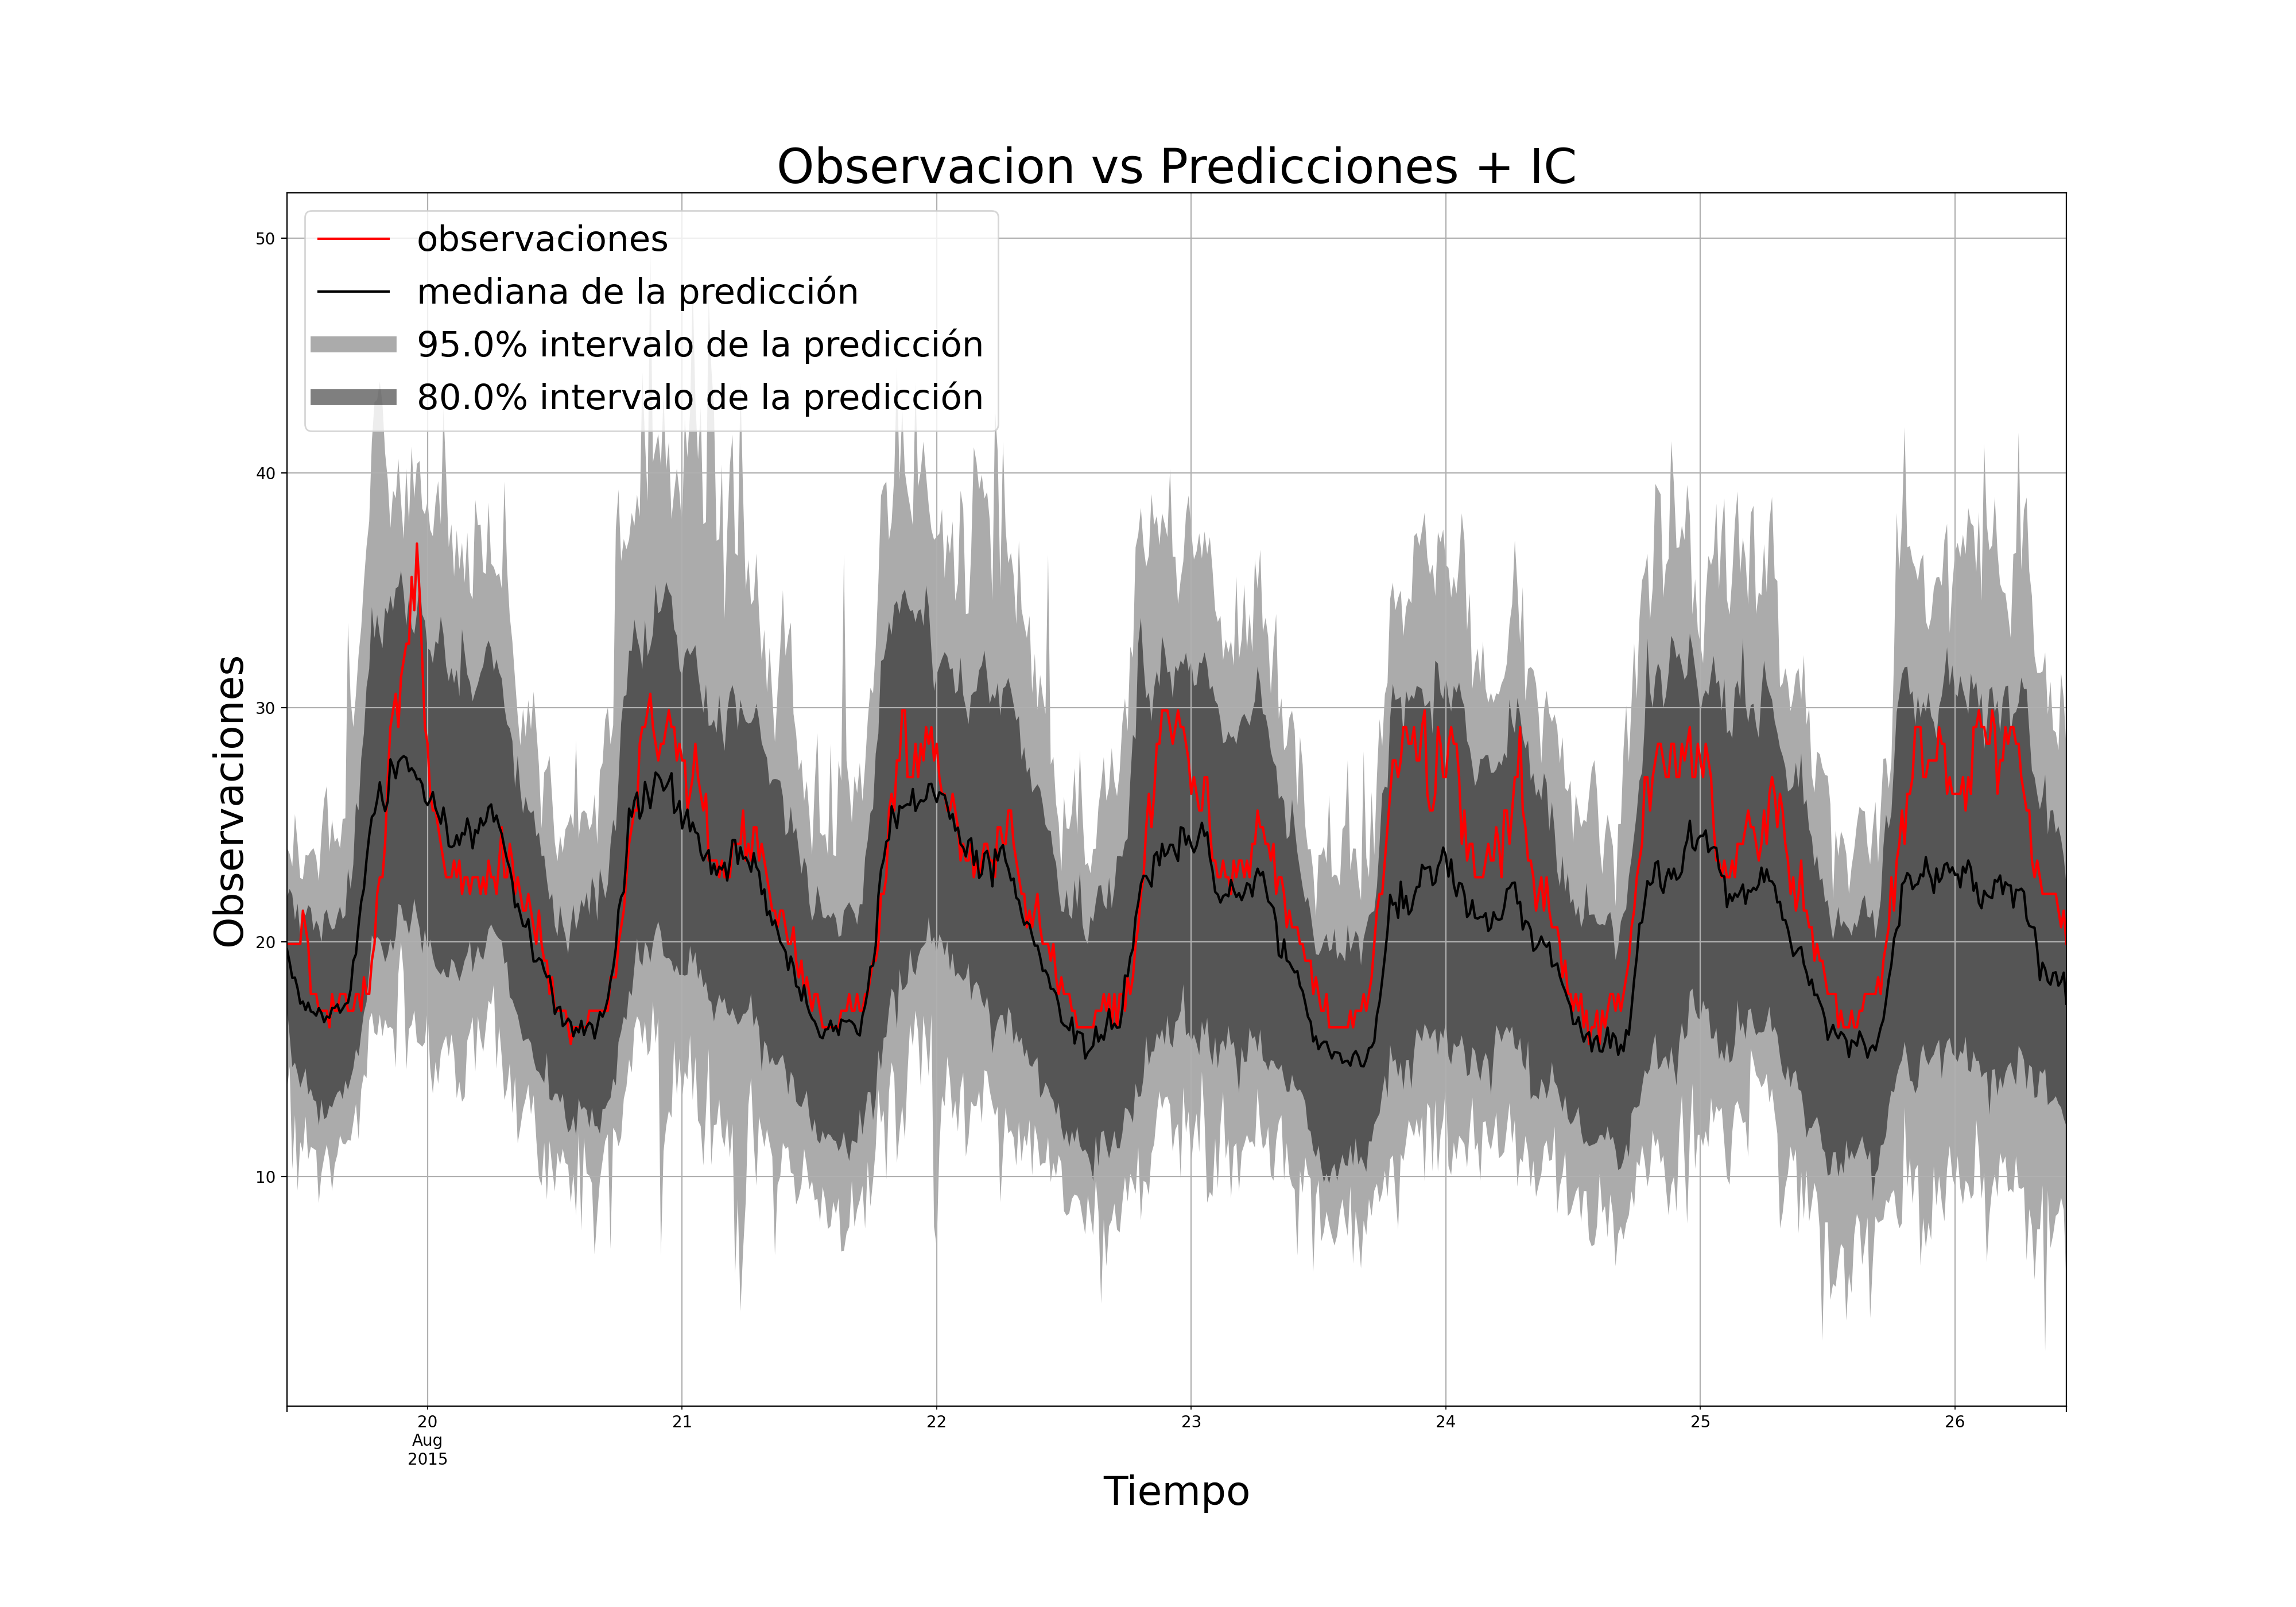 Observacion vs Predicciones + IC
observaciones
mediana de la predicción
95.0% intervalo de la predicción
80.0% intervalo de la predicción
Observaciones
50
40
30
20
10
20 21 22 23 24 25 26
Aug
2015
Tiempo